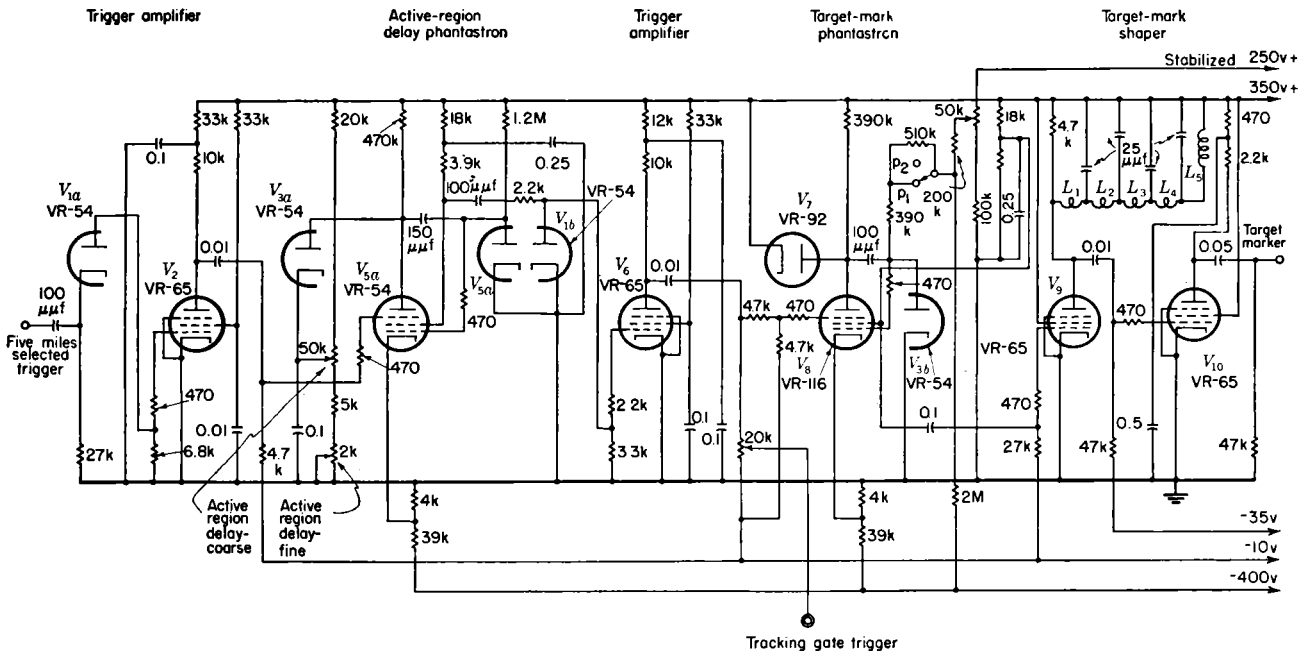 Trigger amplifier
Active-region
delay phantastron
Trigger
amplifier
Target-mark
phantastrcn
Target-mark
shaper
Stabilized
250v+
350v+
33k
33k
0.1
10k
V1a
VR-54
100
μμf
Five miles
selected
trigger
27k
V2
VR-65
0.01
470
6.8k
0.01
4.7
k
20k
V3a
VR-54
50k
5k
2k
0.1
Active
region
delay-
coarse
Active
region
delay-
fine
470k
18k
3.9k
100μμf
2.2k
1.2M
0.25
150
μμf
V5a
VR-54
470
470
V5a
V1b
VR-54
4k
39k
12k
33k
10k
V6
VR-65
0.01
2.2k
3.3k
0.1
0.1
20k
4.7k
470
4.7k
V7
VR-92
390k
100
μμf
510k
P2
P1
390
k
200
k
50k
470
V8
VR-116
V3b
VR-54
4k
39k
0.1
2M
100k
18k
0.25
470
27k
4.7
k
25
μμf
L1
L2
L3
L4
L5
470
2.2k
V9
VR-65
0.01
470
47k
V10
VR-65
0.5
0.05
Target
marker
47k
-35v
-10v
-400v
Tracking gate trigger